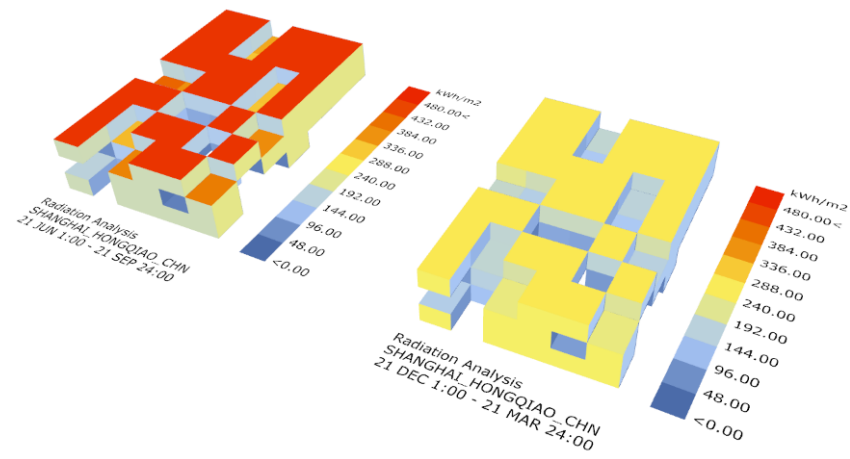 kWh/m2
480.00<
432.00
384.00
336.00
288.00
240.00
192.00
144.00
96.00
48.00
<0.00
Radiation Analysis
SHANGHAI_HONGQIAO_CHN
21 JUN 1:00 - 21 SEP 24:00
kWh/m2
480.00<
432.00
384.00
336.00
288.00
240.00
192.00
144.00
96.00
48.00
<0.00
Radiation Analysis
SHANGHAI_HONGQIAO_CHN
21 DEC 1:00 - 21 MAR 24:00